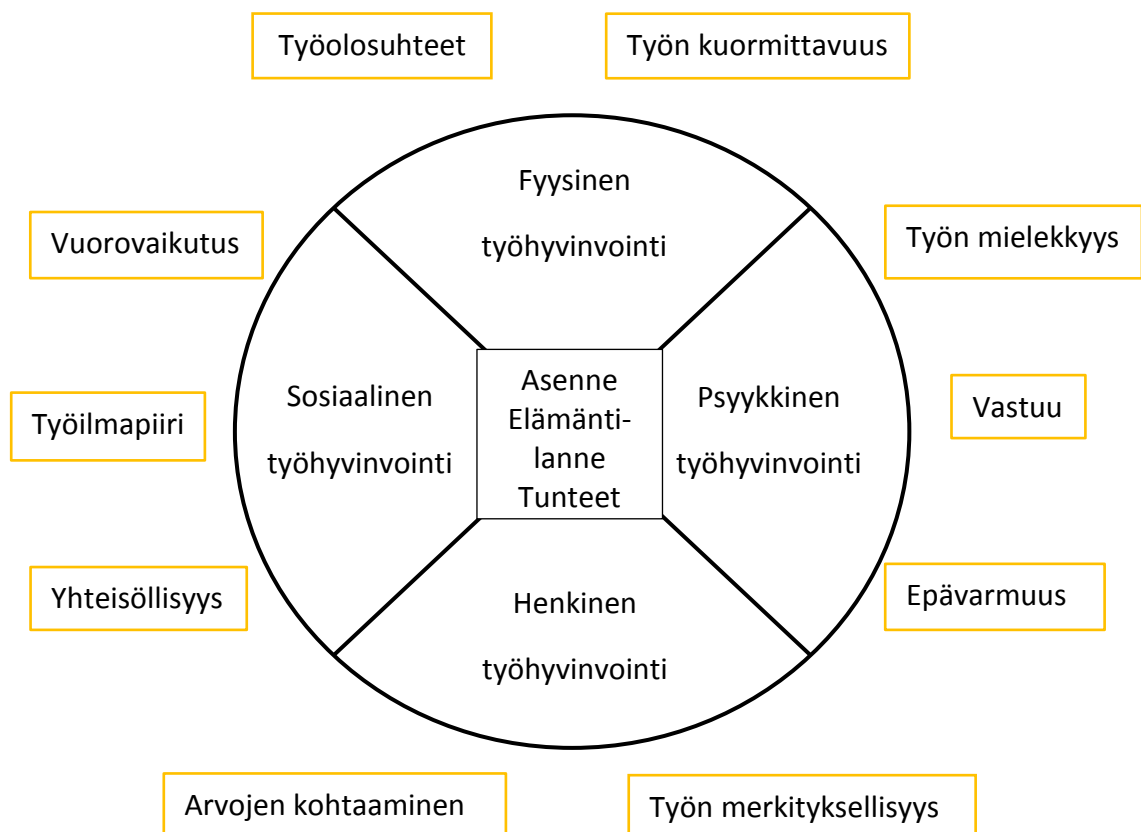 Työolosuhteet
Työn kuormittavuus
Fyysinen
työhyvinvointi
Vuorovaikutus
Työn mielekkyys
Työilmapiiri
Sosiaalinen
työhyvinvointi
Asenne
Elämänti-
lanne
Tunteet
Psyykkinen
työhyvinvointi
Vastuu
Yhteisöllisyys
Henkinen
työhyvinvointi
Epävarmuus
Arvojen kohtaaminen
Työn merkityksellisyys